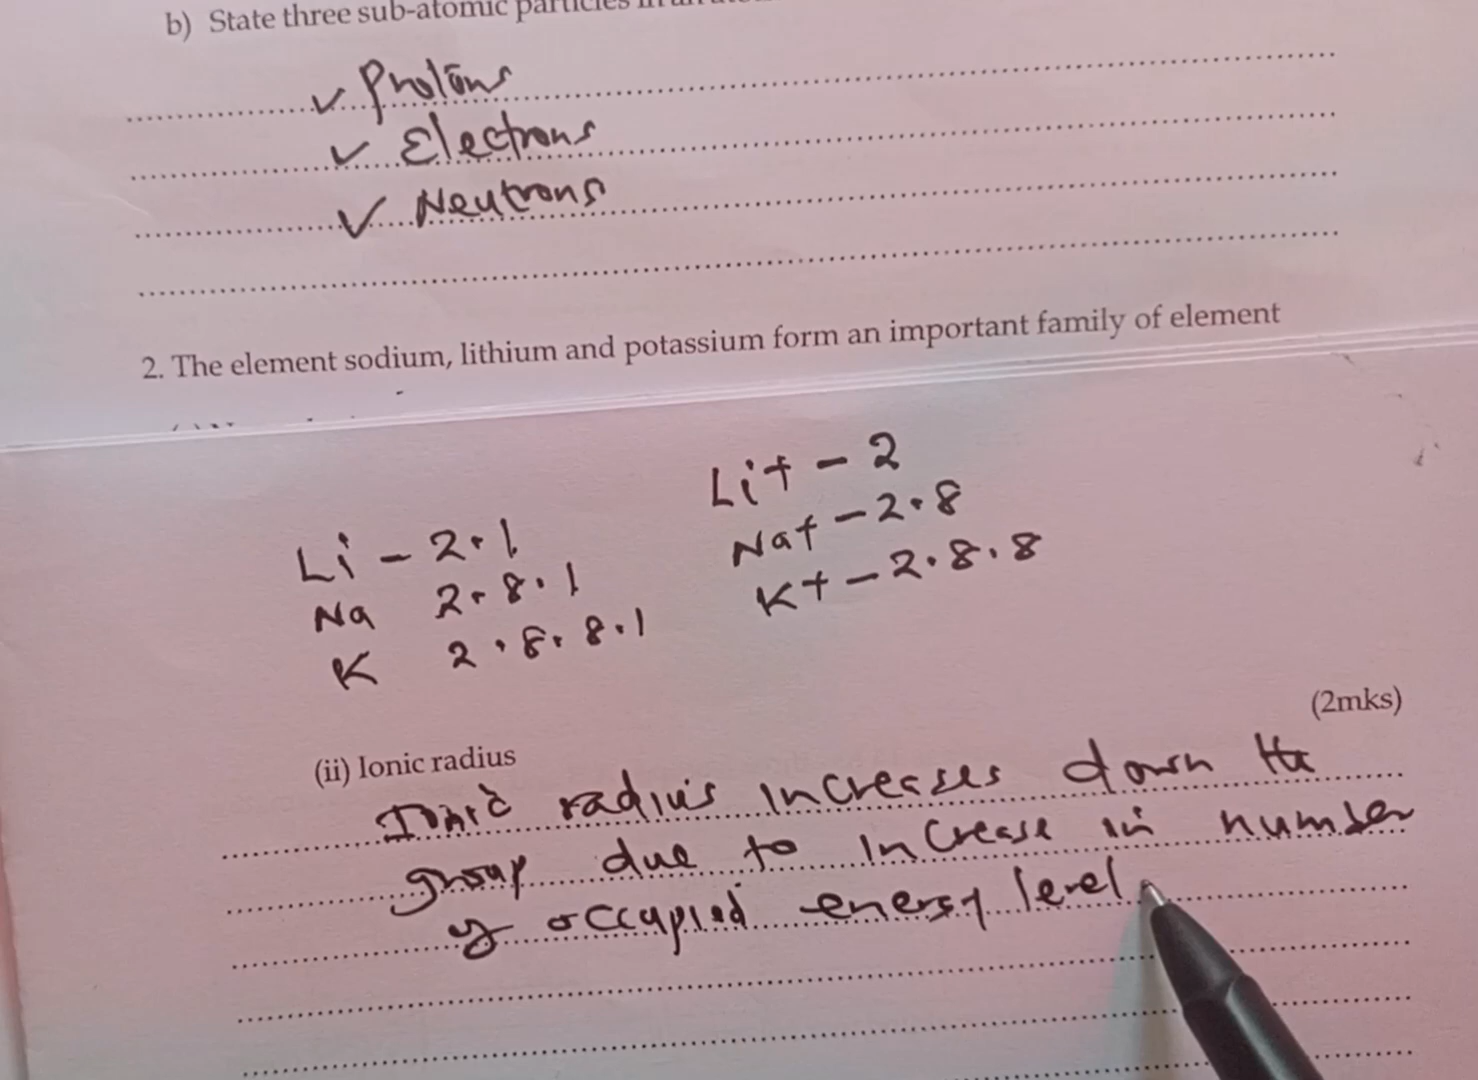 b) State three sub-atomic particles in an
✓ Protons
✓ Electrons
✓ Neutrons
2. The element sodium, lithium and potassium form an important family of element
Li - 2.1
Na 2.8.1
K 2.8.8.1
Li+ - 2
Na+ - 2.8
K+ - 2.8.8
(2mks)
(ii) Ionic radius
Ionic radius increases down the
group due to increase in number
of occupied energy level